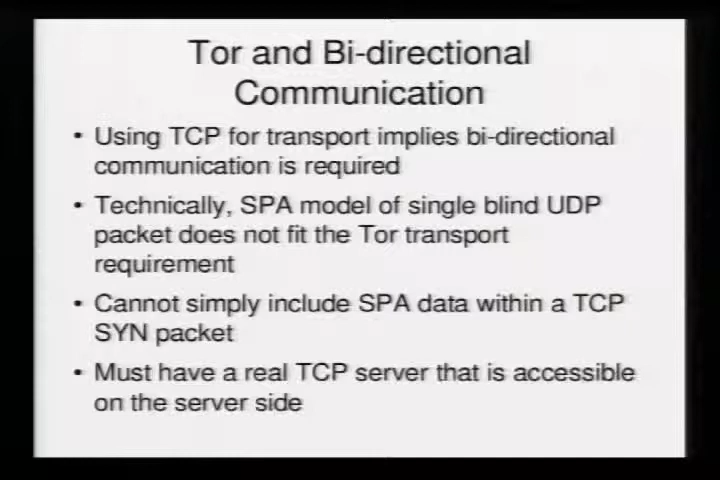 Tor and Bi-directional
Communication
• Using TCP for transport implies bi-directional
communication is required
• Technically, SPA model of single blind UDP
packet does not fit the Tor transport
requirement
• Cannot simply include SPA data within a TCP
SYN packet
• Must have a real TCP server that is accessible
on the server side